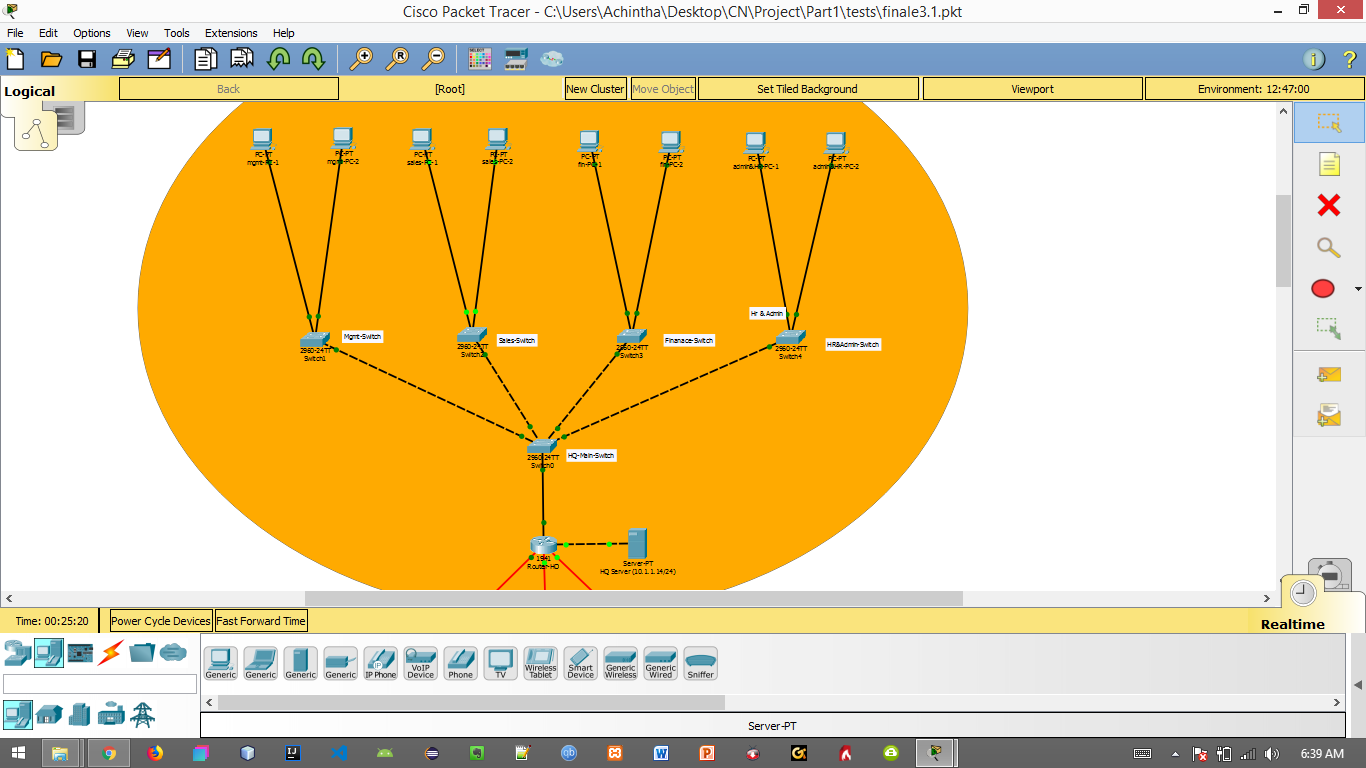 Cisco Packet Tracer - C:\Users\Achintha\Desktop\CN\Project\Part1\tests\finale3.1.pkt
File Edit Options View Tools Extensions Help
Logical
Back
[Root]
New Cluster
Move Object
Set Tiled Background
Viewport
Environment: 12:47:00
PC-PT
mgmt-PC-1
PC-PT
mgmt-PC-2
PC-PT
sales-PC-1
PC-PT
sales-PC-2
PC-PT
fin-PC-1
PC-PT
fin-PC-2
PC-PT
admin&HR-PC-1
PC-PT
admin&HR-PC-2
Hr & Admin
2960-24TT
Switch1
Mgmt-Switch
2960-24TT
Switch2
Sales-Switch
2960-24TT
Switch3
Finanace-Switch
2960-24TT
Switch4
HR&Admin-Switch
2960-24TT
Switch0
HQ-Main-Switch
1941
Router-HO
Server-PT
HQ Server (10.1.1.14/24)
Time: 00:25:20
Power Cycle Devices
Fast Forward Time
Realtime
Generic
Generic
Generic
Generic
IP Phone
VoIP
Device
Phone
TV
Wireless
Tablet
Smart
Device
Generic
Wireless
Generic
Wired
Sniffer
Server-PT
6:39 AM